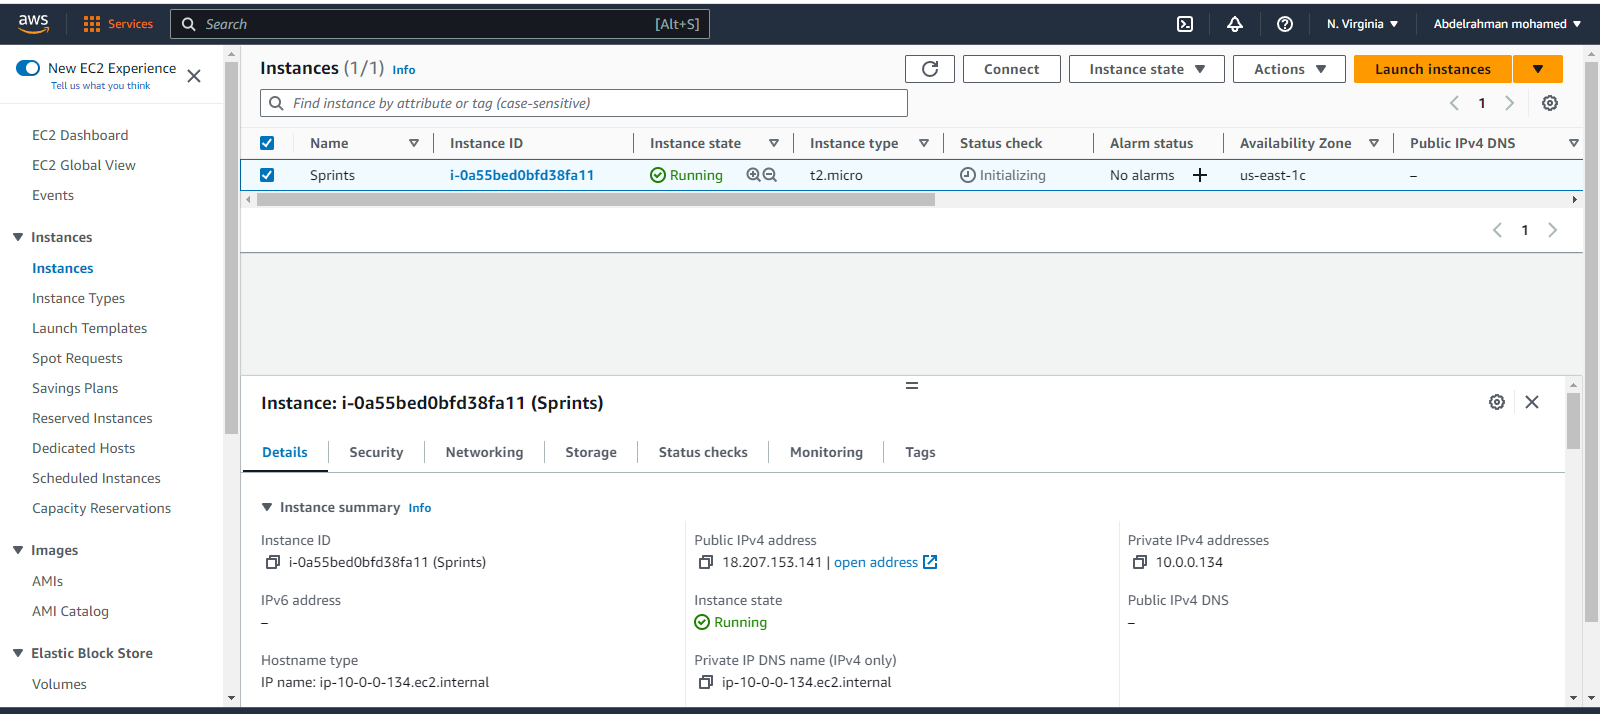 aws
Services
Search
[Alt+S]
N. Virginia
Abdelrahman mohamed
New EC2 Experience
Tell us what you think
EC2 Dashboard
EC2 Global View
Events
Instances
Instances
Instance Types
Launch Templates
Spot Requests
Savings Plans
Reserved Instances
Dedicated Hosts
Scheduled Instances
Capacity Reservations
Images
AMIs
AMI Catalog
Elastic Block Store
Volumes
Instances (1/1) Info
Connect
Instance state
Actions
Launch instances
Find instance by attribute or tag (case-sensitive)
1
Name Instance ID Instance state Instance type Status check Alarm status Availability Zone Public IPv4 DNS
Sprints i-0a55bed0bfd38fa11 Running t2.micro Initializing No alarms + us-east-1c –
1
Instance: i-0a55bed0bfd38fa11 (Sprints)
Details Security Networking Storage Status checks Monitoring Tags
Instance summary Info
Instance ID
i-0a55bed0bfd38fa11 (Sprints)
Public IPv4 address
18.207.153.141 | open address
Private IPv4 addresses
10.0.0.134
IPv6 address
–
Instance state
Running
Public IPv4 DNS
–
Hostname type
IP name: ip-10-0-0-134.ec2.internal
Private IP DNS name (IPv4 only)
ip-10-0-0-134.ec2.internal